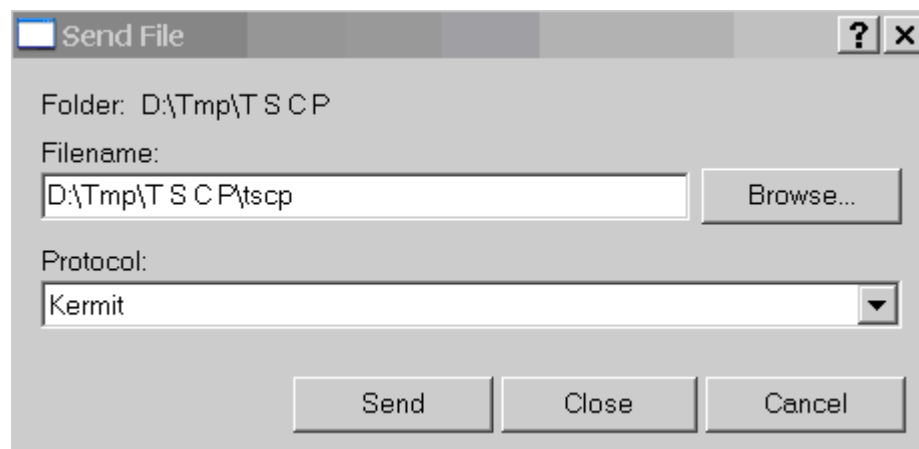 Send File
Folder: D:\Tmp\T S C P
Filename:
D:\Tmp\T S C P\tscp
Browse...
Protocol:
Kermit
Send Close Cancel